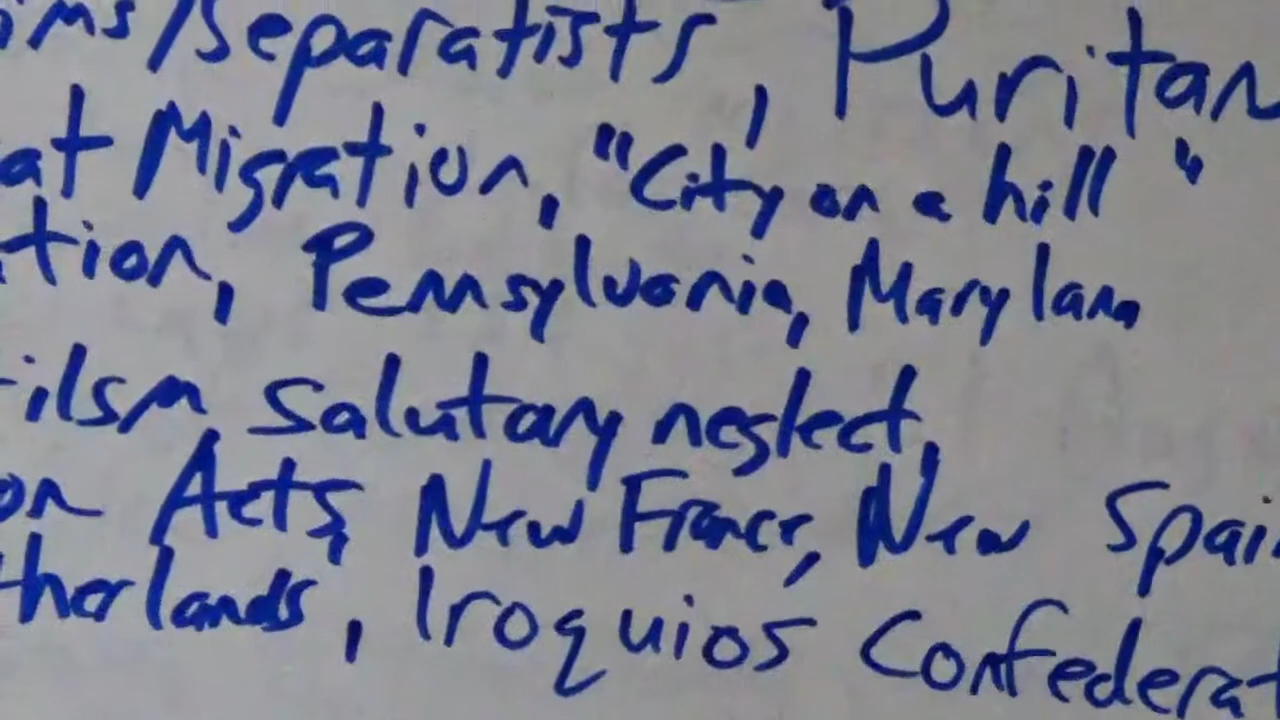 ims/Separatists, Puritan
at Migration, "City on a hill"
tion, Pennsylvania, Maryland
ilsm, Salutary neglect,
on Acts, New France, New Spain
therlands, Iroquios Confederat